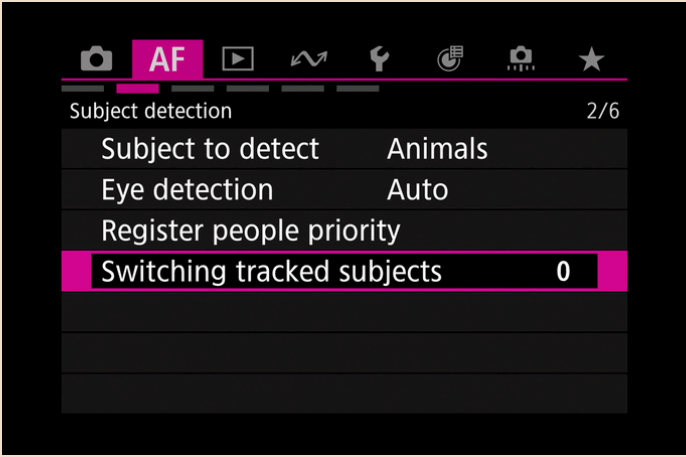 AF
Subject detection 2/6
Subject to detect Animals
Eye detection Auto
Register people priority
Switching tracked subjects 0